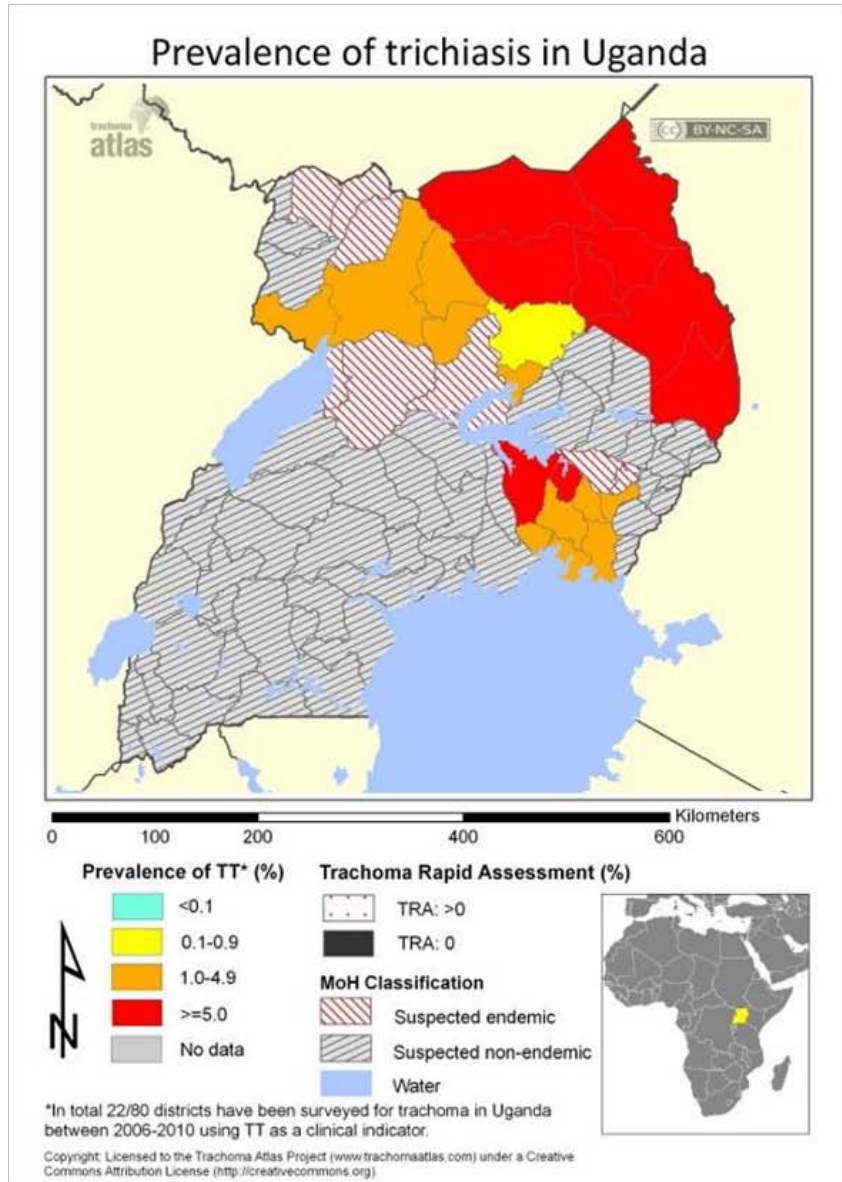 Prevalence of trichiasis in Uganda
trachoma
atlas
cc BY-NC-SA
Kilometers
0 100 200 400 600
Prevalence of TT* (%)
<0.1
0.1-0.9
1.0-4.9
>=5.0
No data
N
Trachoma Rapid Assessment (%)
TRA: >0
TRA: 0
MoH Classification
Suspected endemic
Suspected non-endemic
Water
*In total 22/80 districts have been surveyed for trachoma in Uganda
between 2006-2010 using TT as a clinical indicator.
Copyright: Licensed to the Trachoma Atlas Project (www.trachomaatlas.com) under a Creative
Commons Attribution License (http://creativecommons.org)